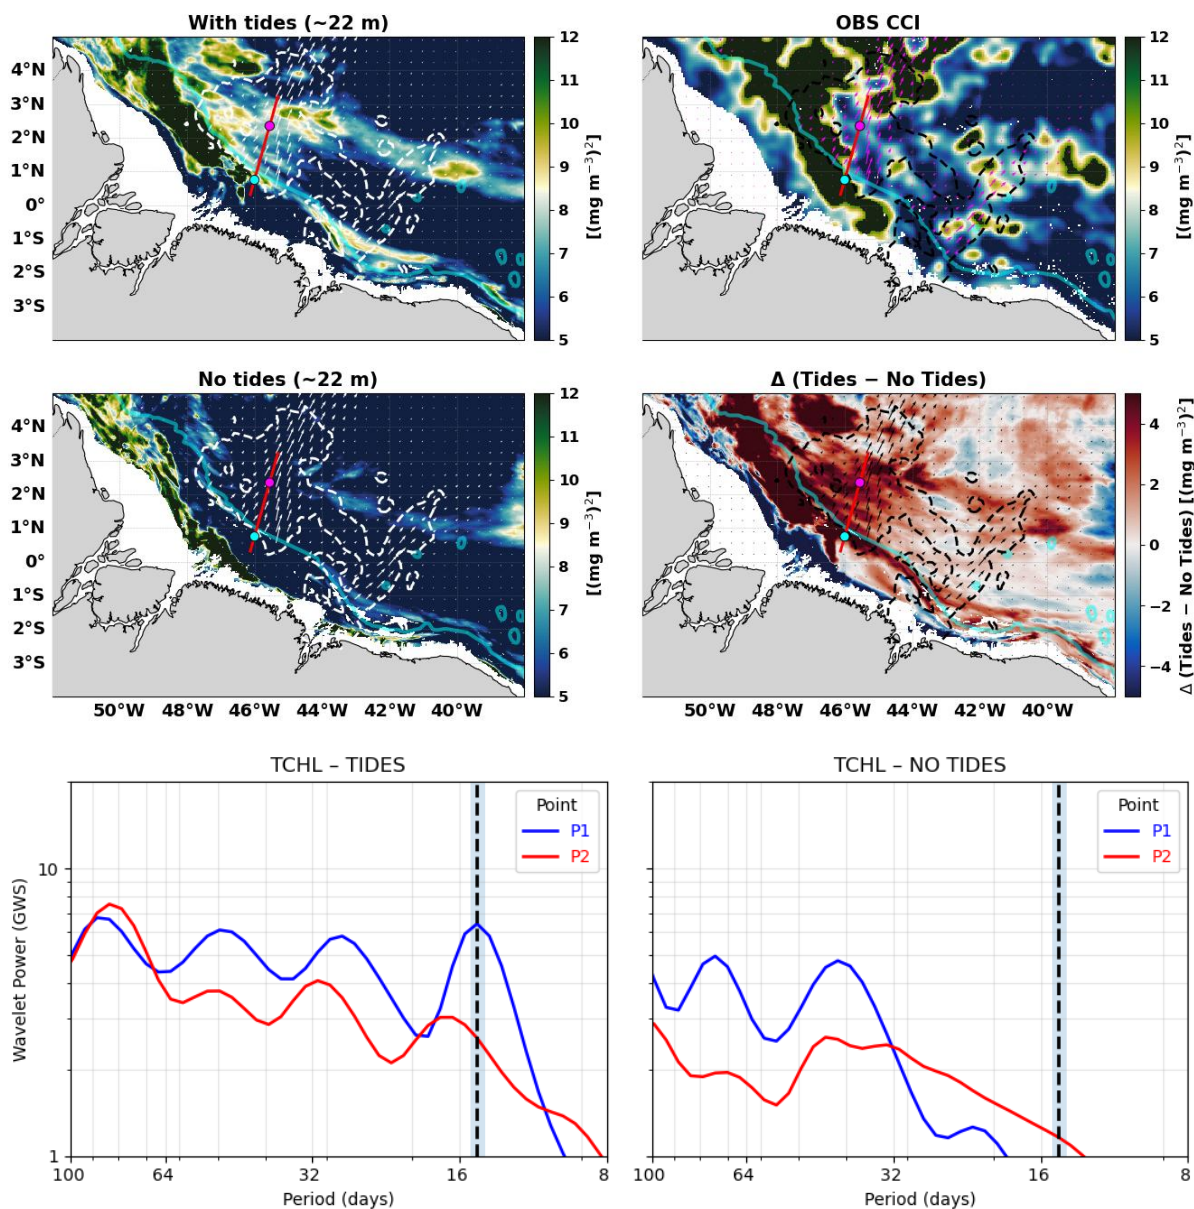 With tides (~22 m)
OBS CCI
4°N
3°N
2°N
1°N
0°
1°S
2°S
3°S
12
11
10
9
8
7
6
5
[(mg m⁻³)²]
12
11
10
9
8
7
6
5
[(mg m⁻³)²]
No tides (~22 m)
Δ (Tides − No Tides)
4°N
3°N
2°N
1°N
0°
1°S
2°S
3°S
12
11
10
9
8
7
6
5
[(mg m⁻³)²]
4
2
0
−2
−4
Δ (Tides − No Tides) [(mg m⁻³)²]
50°W 48°W 46°W 44°W 42°W 40°W
50°W 48°W 46°W 44°W 42°W 40°W
TCHL – TIDES
Wavelet Power (GWS)
10
1
Point
P1
P2
100 64 32 16 8
Period (days)
TCHL – NO TIDES
Point
P1
P2
100 64 32 16 8
Period (days)